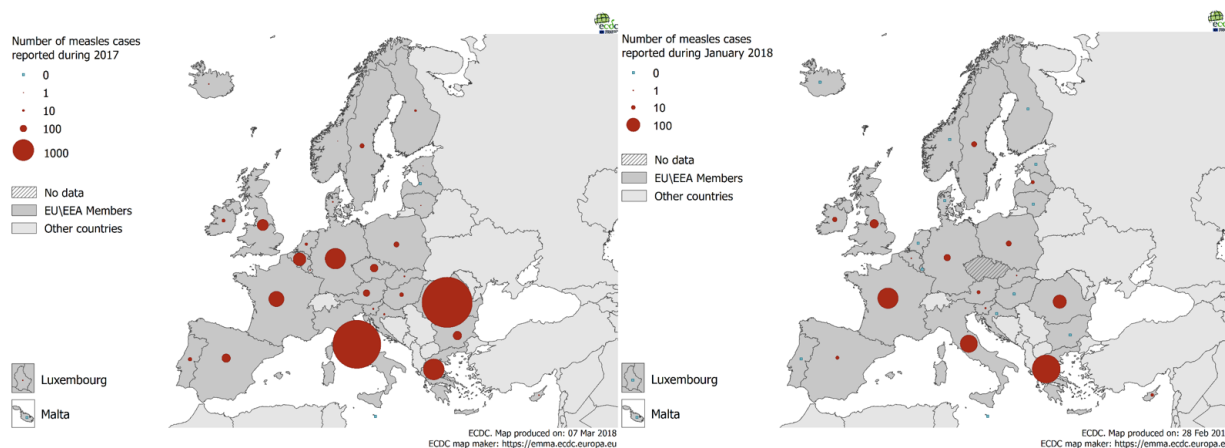 ecdc
Number of measles cases
reported during 2017
0
1
10
100
1000
No data
EU\EEA Members
Other countries
Luxembourg
Malta
ECDC. Map produced on: 07 Mar 2018
ECDC map maker: https://emma.ecdc.europa.eu
ecdc
Number of measles cases
reported during January 2018
0
1
10
100
No data
EU\EEA Members
Other countries
Luxembourg
Malta
ECDC. Map produced on: 28 Feb 201
ECDC map maker: https://emma.ecdc.europa.e